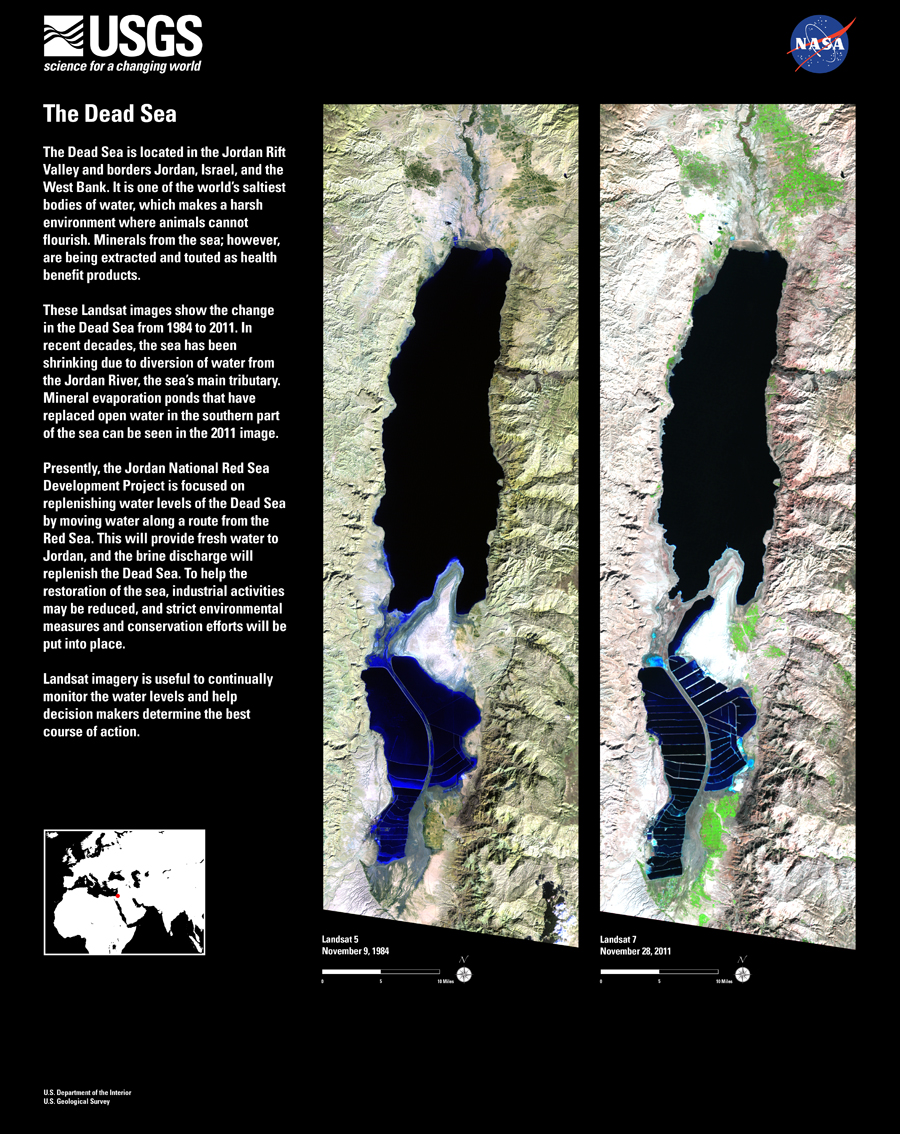 USGS
science for a changing world
NASA
The Dead Sea
The Dead Sea is located in the Jordan Rift
Valley and borders Jordan, Israel, and the
West Bank. It is one of the world's saltiest
bodies of water, which makes a harsh
environment where animals cannot
flourish. Minerals from the sea; however,
are being extracted and touted as health
benefit products.
These Landsat images show the change
in the Dead Sea from 1984 to 2011. In
recent decades, the sea has been
shrinking due to diversion of water from
the Jordan River, the sea's main tributary.
Mineral evaporation ponds that have
replaced open water in the southern part
of the sea can be seen in the 2011 image.
Presently, the Jordan National Red Sea
Development Project is focused on
replenishing water levels of the Dead Sea
by moving water along a route from the
Red Sea. This will provide fresh water to
Jordan, and the brine discharge will
replenish the Dead Sea. To help the
restoration of the sea, industrial activities
may be reduced, and strict environmental
measures and conservation efforts will be
put into place.
Landsat imagery is useful to continually
monitor the water levels and help
decision makers determine the best
course of action.
Landsat 5
November 9, 1984
N
0 5 10 Miles
Landsat 7
November 28, 2011
N
0 5 10 Miles
U.S. Department of the Interior
U.S. Geological Survey